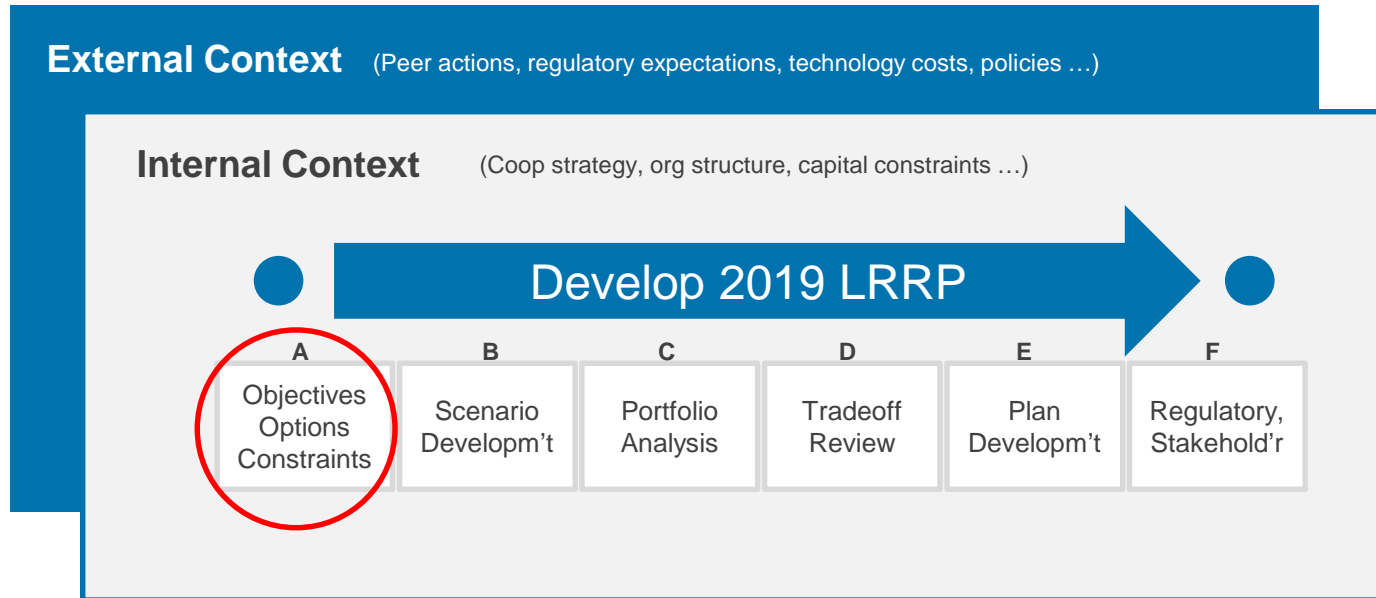 External Context (Peer actions, regulatory expectations, technology costs, policies …)
Internal Context (Coop strategy, org structure, capital constraints …)
Develop 2019 LRRP
A B C D E F
Objectives
Options
Constraints
Scenario
Developm't
Portfolio
Analysis
Tradeoff
Review
Plan
Developm't
Regulatory,
Stakehold'r